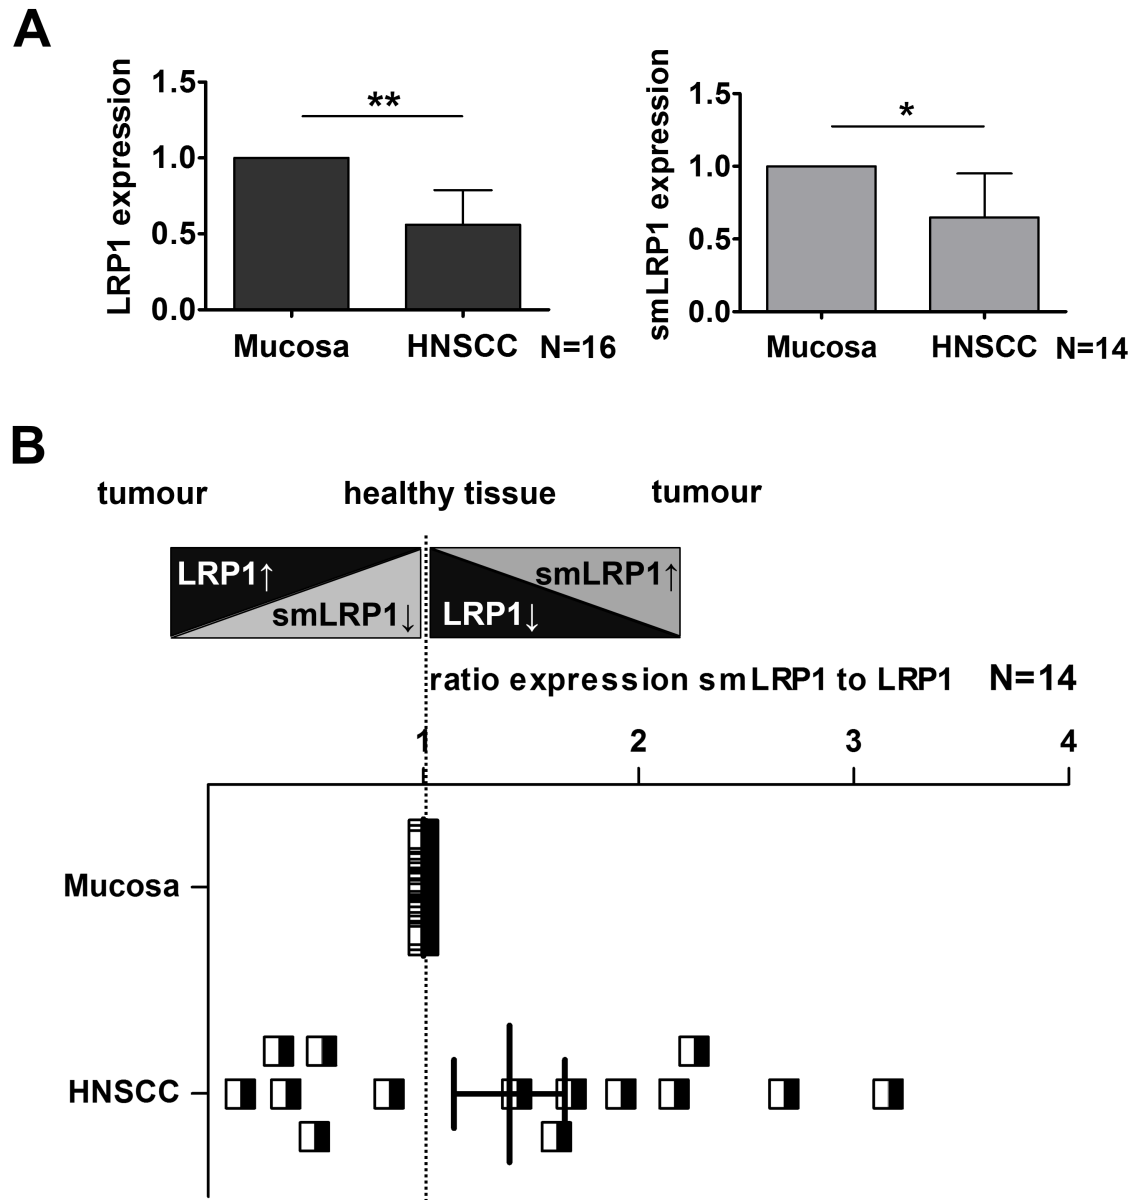 A
LRP1 expression
1.5
1.0
0.5
0.0
**
Mucosa HNSCC N=16
smLRP1 expression
1.5
1.0
0.5
0.0
*
Mucosa HNSCC N=14
B
tumour healthy tissue tumour
LRP1↑ smLRP1↓
smLRP1↑ LRP1↓
ratio expression smLRP1 to LRP1 N=14
1 2 3 4
Mucosa
HNSCC